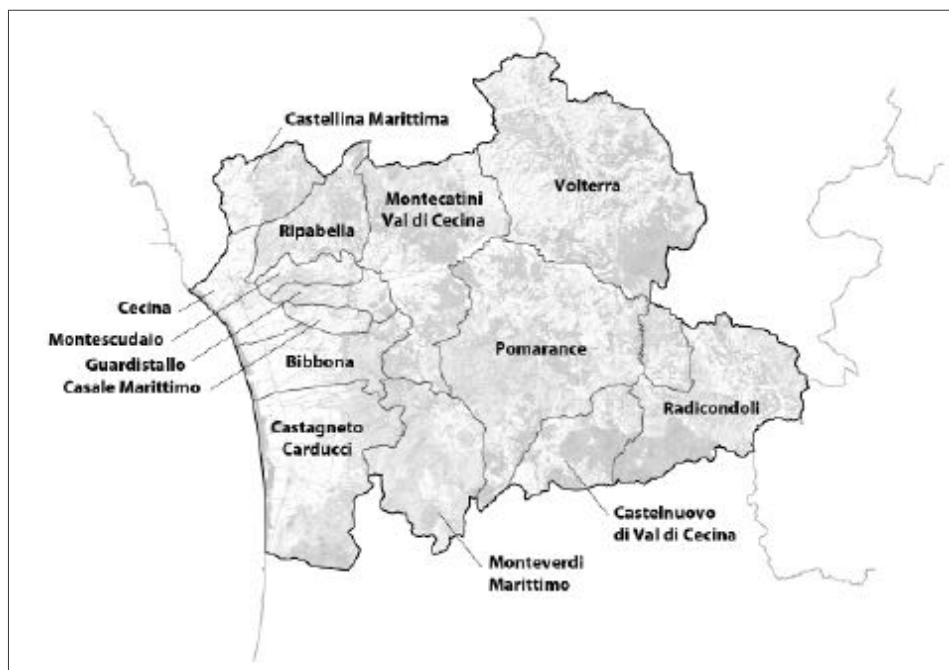 Castellina Marittima
Volterra
Montecatini
Val di Cecina
Ripabella
Cecina
Montescudaio
Guardistallo
Casale Marittimo
Bibbona
Pomarance
Radicondoli
Castagneto
Carducci
Castelnuovo
di Val di Cecina
Monteverdi
Marittimo